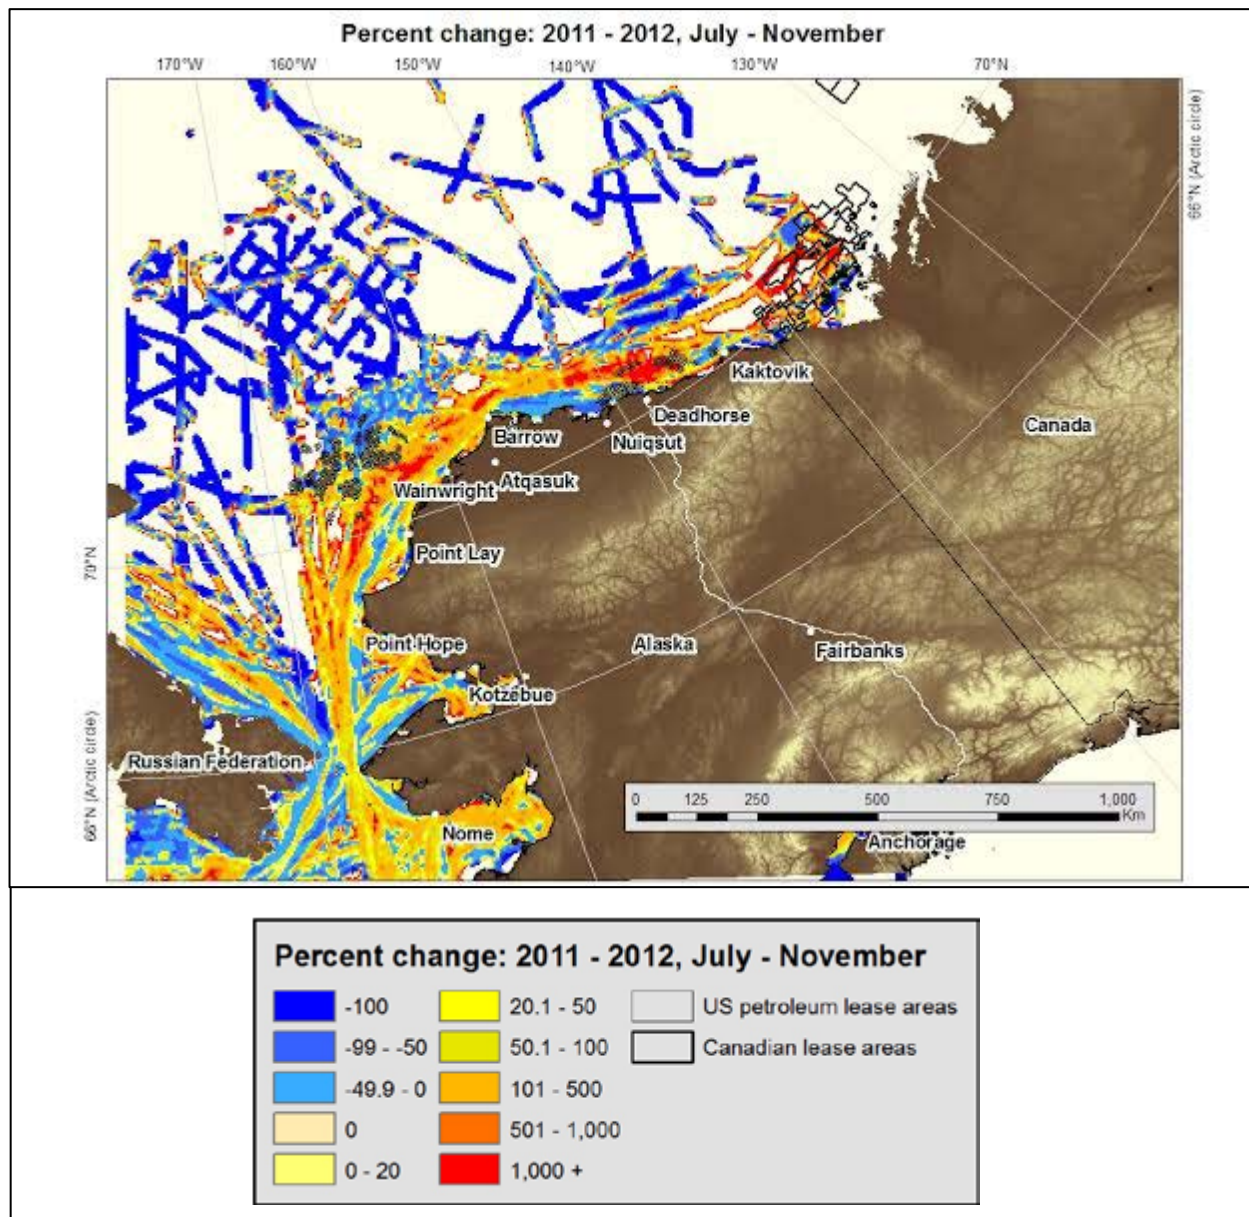 Percent change: 2011 - 2012, July - November
170°W 160°W 150°W 140°W 130°W 70°N
66°N (Arctic circle)
Kaktovik
Deadhorse
Canada
Barrow
Nuiqsut
Wainwright
Atqasuk
Point Lay
70°N
Point Hope
Alaska
Fairbanks
Kotzebue
66°N (Arctic circle)
Russian Federation
0 125 250 500 750 1,000
Km
Nome
Anchorage
Percent change: 2011 - 2012, July - November
-100 20.1 - 50 US petroleum lease areas
-99 - -50 50.1 - 100 Canadian lease areas
-49.9 - 0 101 - 500
0 501 - 1,000
0 - 20 1,000 +